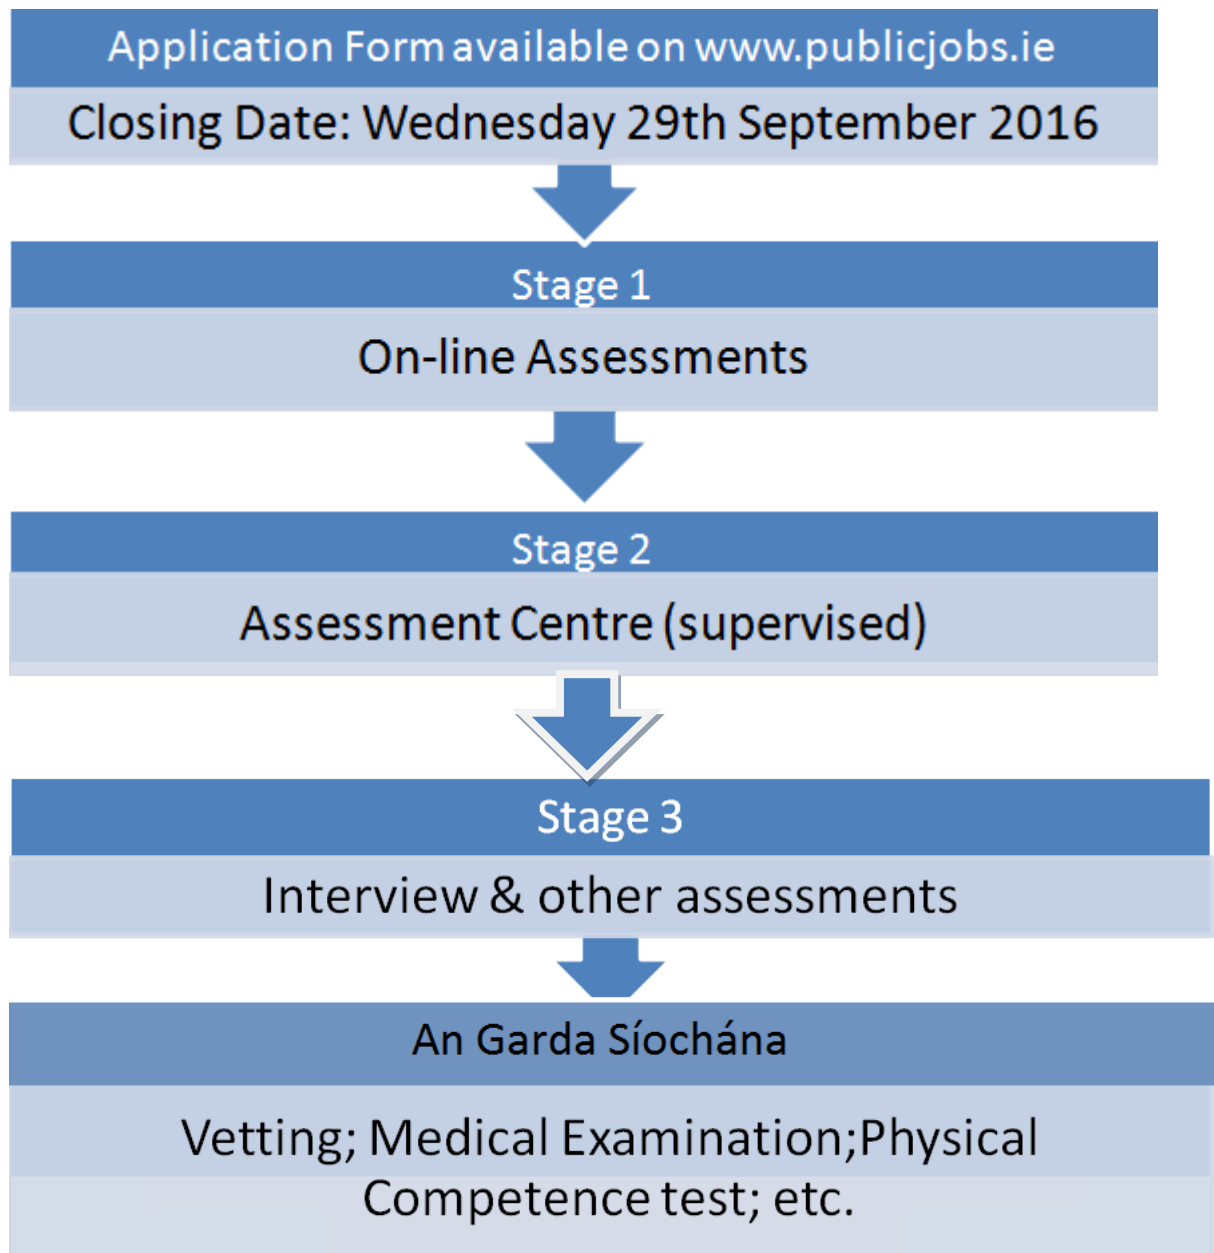 Application Form available on www.publicjobs.ie
Closing Date: Wednesday 29th September 2016
Stage 1
On-line Assessments
Stage 2
Assessment Centre (supervised)
Stage 3
Interview & other assessments
An Garda Síochána
Vetting; Medical Examination;Physical
Competence test; etc.